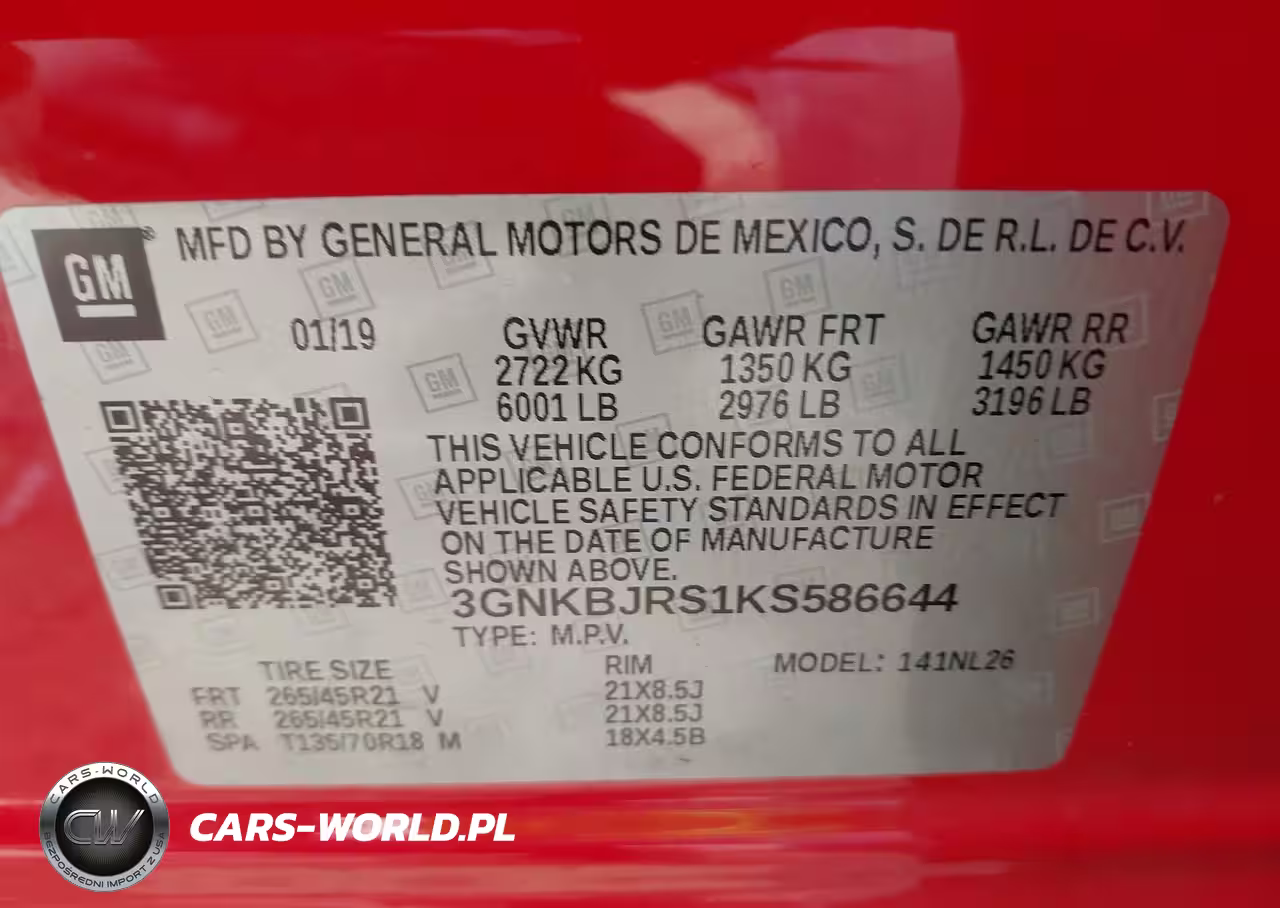 GM
MFD BY GENERAL MOTORS DE MEXICO, S. DE R.L. DE C.V.
01/19 GVWR GAWR FRT GAWR RR
2722 KG 1350 KG 1450 KG
6001 LB 2976 LB 3196 LB
THIS VEHICLE CONFORMS TO ALL
APPLICABLE U.S. FEDERAL MOTOR
VEHICLE SAFETY STANDARDS IN EFFECT
ON THE DATE OF MANUFACTURE
SHOWN ABOVE.
3GNKBJRS1KS586644
TYPE: M.P.V.
TIRE SIZE RIM MODEL: 141NL26
FRT 265/45R21 V 21X8.5J
RR 265/45R21 V 21X8.5J
SPA T135/70R18 M 18X4.5B
CARS-WORLD
CW
BEZPOŚREDNI IMPORT Z USA
CARS-WORLD.PL